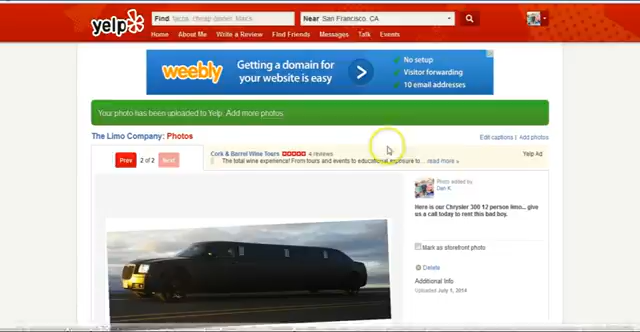 yelp
Find tacos, cheap dinner, Max's
Near San Francisco, CA
Home About Me Write a Review Find Friends Messages Talk Events
weebly
Getting a domain for
your website is easy
No setup
Visitor forwarding
10 email addresses
Your photo has been uploaded to Yelp. Add more photos.
The Limo Company: Photos
Edit captions | Add photos
Prev 2 of 2 Next
Cork & Barrel Wine Tours 4 reviews
The total wine experience! From tours and events to educational exposure to... read more »
Yelp Ad
Photo added by
Dan K.
Here is our Chrysler 300 12 person limo... give
us a call today to rent this bad boy.
Mark as storefront photo
Delete
Additional Info
Uploaded July 1, 2014